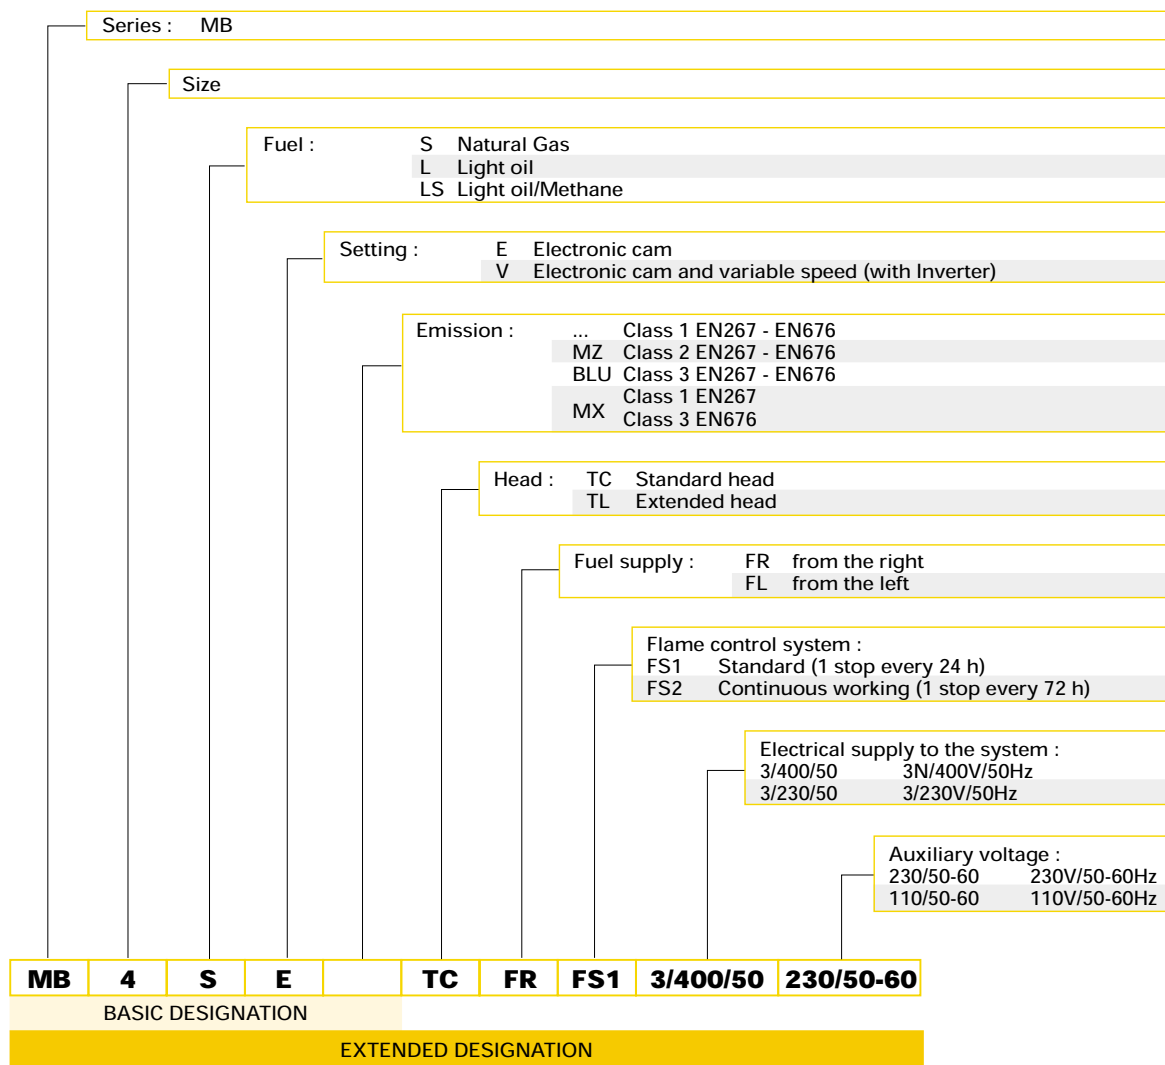 Series : MB
Size
Fuel : S Natural Gas
L Light oil
LS Light oil/Methane
Setting : E Electronic cam
V Electronic cam and variable speed (with Inverter)
Emission : ... Class 1 EN267 - EN676
MZ Class 2 EN267 - EN676
BLU Class 3 EN267 - EN676
MX Class 1 EN267
Class 3 EN676
Head : TC Standard head
TL Extended head
Fuel supply : FR from the right
FL from the left
Flame control system :
FS1 Standard (1 stop every 24 h)
FS2 Continuous working (1 stop every 72 h)
Electrical supply to the system :
3/400/50 3N/400V/50Hz
3/230/50 3/230V/50Hz
Auxiliary voltage :
230/50-60 230V/50-60Hz
110/50-60 110V/50-60Hz
MB 4 S E TC FR FS1 3/400/50 230/50-60
BASIC DESIGNATION
EXTENDED DESIGNATION